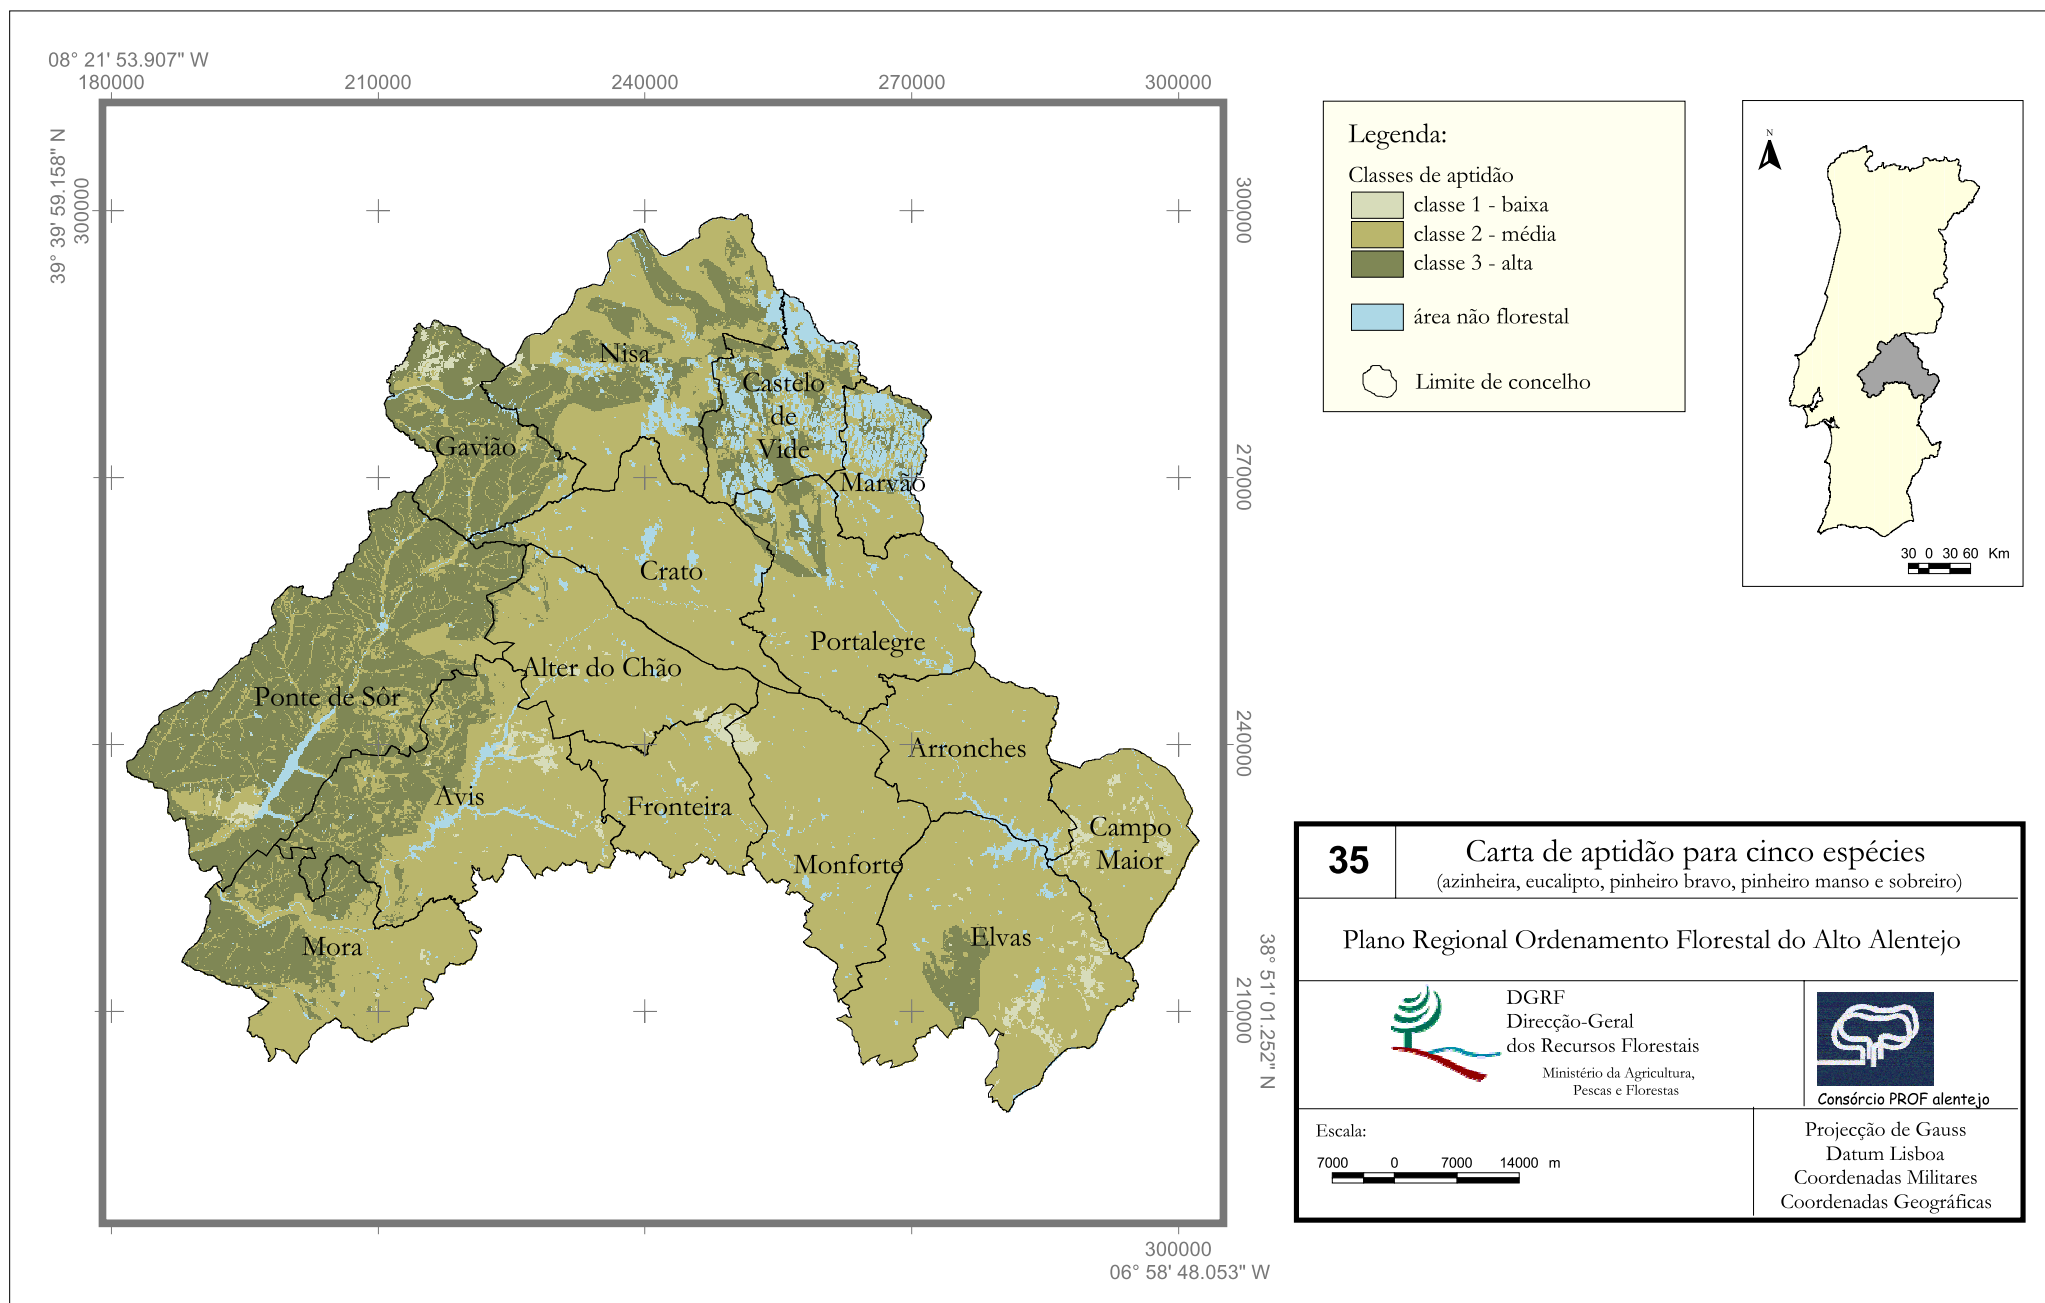 08° 21' 53.907" W
180000
210000
240000
270000
300000
39° 39' 59.158" N
300000
300000
270000
240000
210000
38° 51' 01.252" N
300000
06° 58' 48.053" W
Nisa
Castelo
de
Vide
Gavião
Marvão
Crato
Portalegre
Alter do Chão
Ponte de Sôr
Arronches
Avis
Fronteira
Campo
Maior
Monforte
Elvas
Mora
Legenda:
Classes de aptidão
classe 1 - baixa
classe 2 - média
classe 3 - alta
área não florestal
Limite de concelho
N
30 0 30 60 Km
35
Carta de aptidão para cinco espécies
(azinheira, eucalipto, pinheiro bravo, pinheiro manso e sobreiro)
Plano Regional Ordenamento Florestal do Alto Alentejo
DGRF
Direcção-Geral
dos Recursos Florestais
Ministério da Agricultura,
Pescas e Florestas
Consórcio PROF alentejo
Escala:
7000 0 7000 14000 m
Projecção de Gauss
Datum Lisboa
Coordenadas Militares
Coordenadas Geográficas